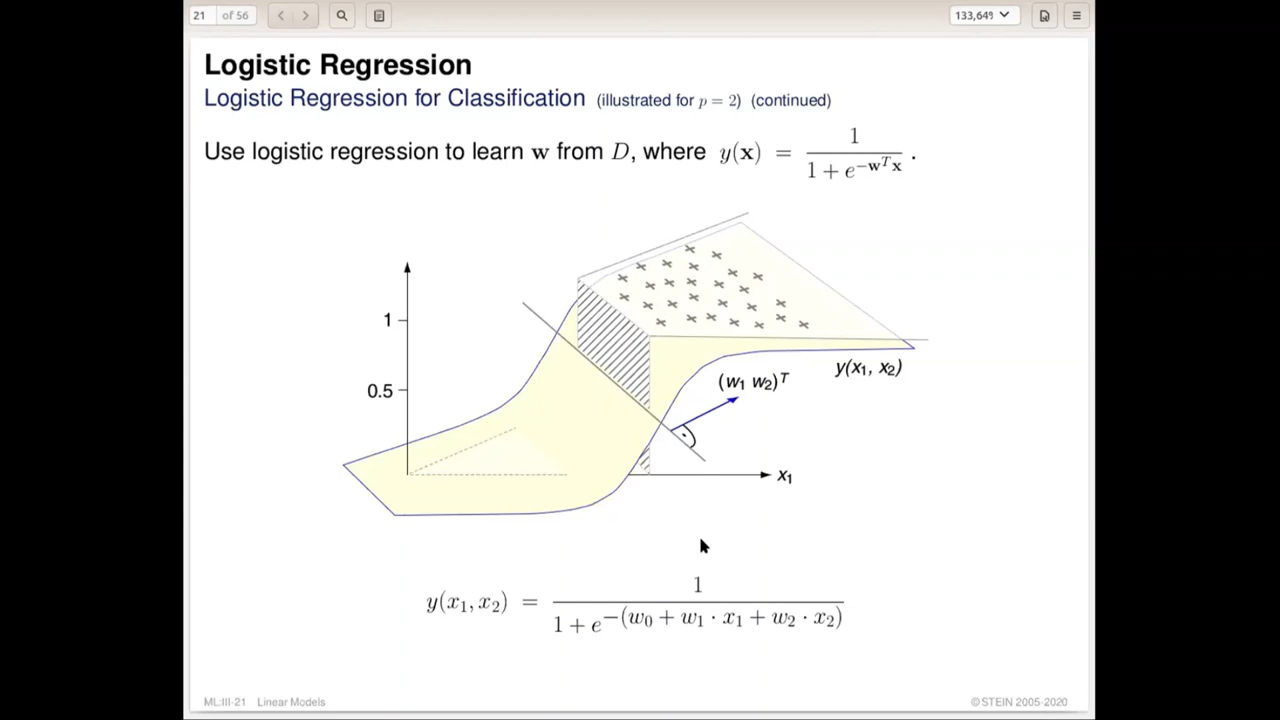 21 of 56
133,64%
Logistic Regression
Logistic Regression for Classification (illustrated for p = 2) (continued)
Use logistic regression to learn w from D, where y(x) = 1 / (1 + e^{-w^T x}) .
1
0.5
y(x₁, x₂)
(w₁ w₂)ᵀ
x₁
y(x₁, x₂) = 1 / (1 + e^{-(w₀ + w₁ · x₁ + w₂ · x₂)})
ML:III-21 Linear Models
© STEIN 2005-2020